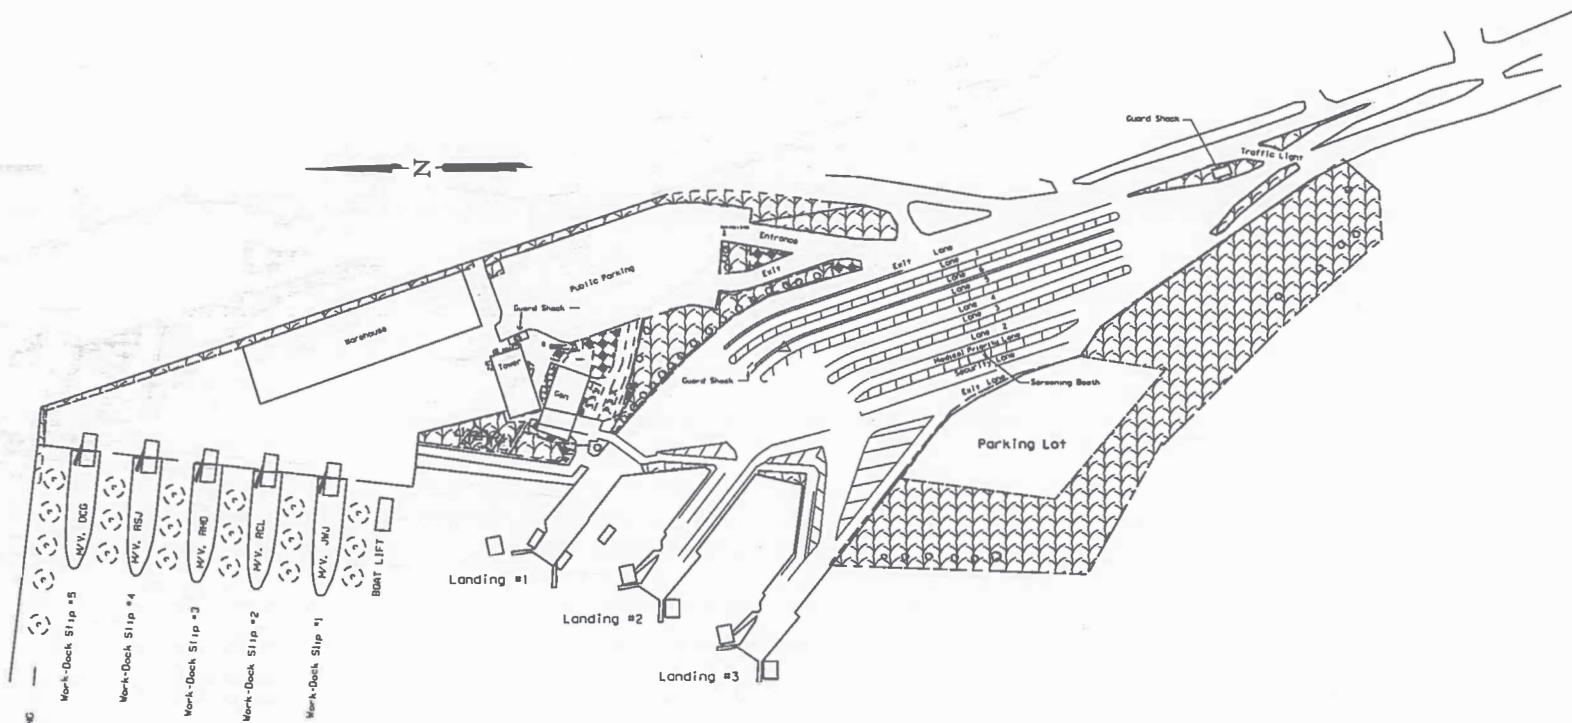 Guard Shack
Traffic Light
N
Entrance
Exit
Public Parking
Guard Shack
Warehouse
Tower
Gen
Exit Lane
Lane 7
Lane 6
Lane 5
Lane 4
Lane 3
Lane 2
Medical Priority Lane
Security Lane
Exit Lane
Guard Shack
Screening Booth
Parking Lot
M/V. DCG
M/V. RSJ
M/V. RHD
M/V. RCL
M/V. JWJ
BOAT LIFT
Landing #1
Landing #2
Landing #3
Work-Dock Slip #5
Work-Dock Slip #4
Work-Dock Slip #3
Work-Dock Slip #2
Work-Dock Slip #1